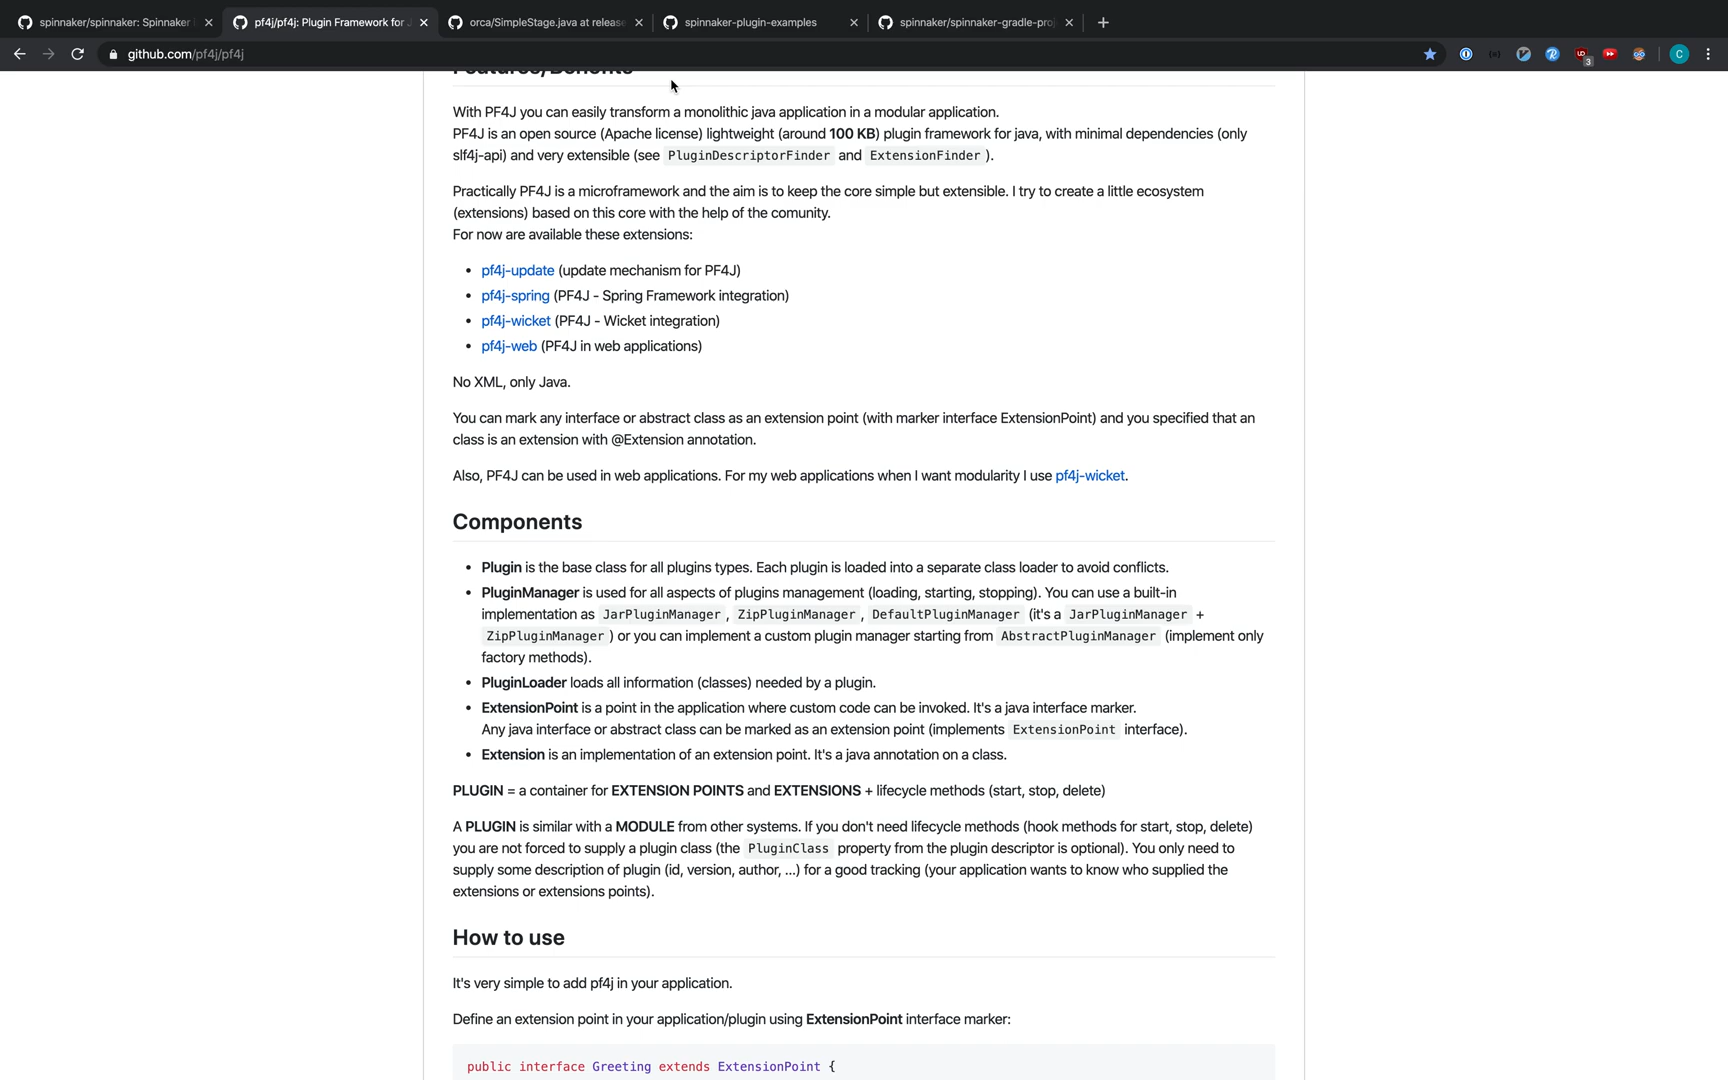 spinnaker/spinnaker: Spinnaker
pf4j/pf4j: Plugin Framework for J
orca/SimpleStage.java at release
spinnaker-plugin-examples
spinnaker/spinnaker-gradle-proj
github.com/pf4j/pf4j
C
3
Features/Benefits
With PF4J you can easily transform a monolithic java application in a modular application.
PF4J is an open source (Apache license) lightweight (around 100 KB) plugin framework for java, with minimal dependencies (only
slf4j-api) and very extensible (see PluginDescriptorFinder and ExtensionFinder ).
Practically PF4J is a microframework and the aim is to keep the core simple but extensible. I try to create a little ecosystem
(extensions) based on this core with the help of the comunity.
For now are available these extensions:
• pf4j-update (update mechanism for PF4J)
• pf4j-spring (PF4J - Spring Framework integration)
• pf4j-wicket (PF4J - Wicket integration)
• pf4j-web (PF4J in web applications)
No XML, only Java.
You can mark any interface or abstract class as an extension point (with marker interface ExtensionPoint) and you specified that an
class is an extension with @Extension annotation.
Also, PF4J can be used in web applications. For my web applications when I want modularity I use pf4j-wicket.
Components
• Plugin is the base class for all plugins types. Each plugin is loaded into a separate class loader to avoid conflicts.
• PluginManager is used for all aspects of plugins management (loading, starting, stopping). You can use a built-in
implementation as JarPluginManager , ZipPluginManager , DefaultPluginManager (it's a JarPluginManager +
ZipPluginManager ) or you can implement a custom plugin manager starting from AbstractPluginManager (implement only
factory methods).
• PluginLoader loads all information (classes) needed by a plugin.
• ExtensionPoint is a point in the application where custom code can be invoked. It's a java interface marker.
Any java interface or abstract class can be marked as an extension point (implements ExtensionPoint interface).
• Extension is an implementation of an extension point. It's a java annotation on a class.
PLUGIN = a container for EXTENSION POINTS and EXTENSIONS + lifecycle methods (start, stop, delete)
A PLUGIN is similar with a MODULE from other systems. If you don't need lifecycle methods (hook methods for start, stop, delete)
you are not forced to supply a plugin class (the PluginClass property from the plugin descriptor is optional). You only need to
supply some description of plugin (id, version, author, ...) for a good tracking (your application wants to know who supplied the
extensions or extensions points).
How to use
It's very simple to add pf4j in your application.
Define an extension point in your application/plugin using ExtensionPoint interface marker:
public interface Greeting extends ExtensionPoint {